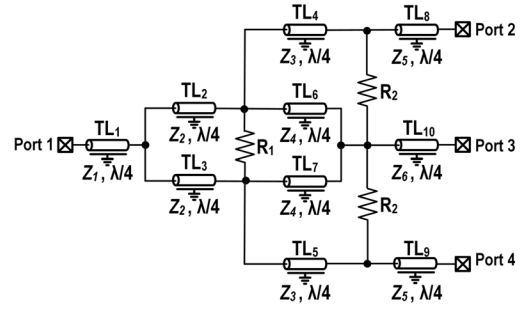 TL₄ TL₈
Port 2
Z₃, λ/4 Z₅, λ/4
TL₂ TL₆ R₂
Z₂, λ/4 Z₄, λ/4
TL₁ TL₁₀
Port 1 R₁ Port 3
TL₃ TL₇
Z₁, λ/4 Z₆, λ/4
Z₂, λ/4 Z₄, λ/4 R₂
TL₅ TL₉
Port 4
Z₃, λ/4 Z₅, λ/4